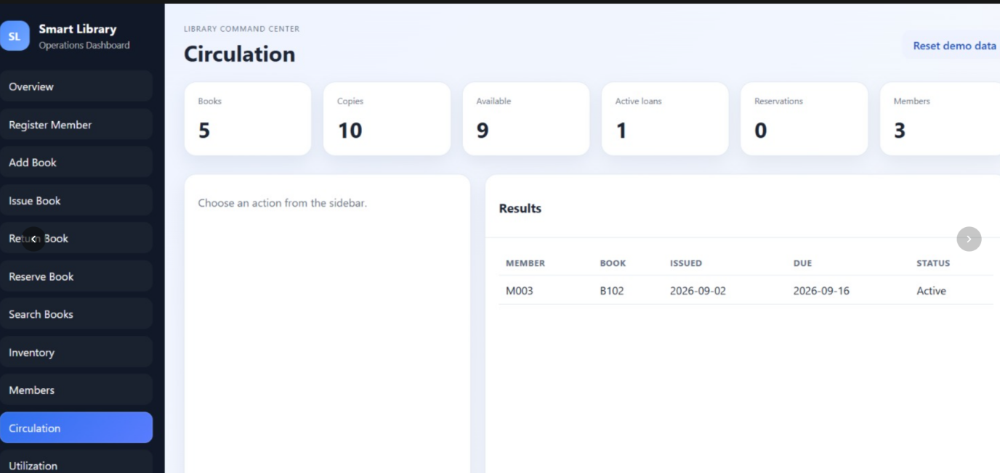 SL
Smart Library
Operations Dashboard
Overview
Register Member
Add Book
Issue Book
Return Book
Reserve Book
Search Books
Inventory
Members
Circulation
Utilization
LIBRARY COMMAND CENTER
Circulation
Reset demo data
Books Copies Available Active loans Reservations Members
5 10 9 1 0 3
Choose an action from the sidebar.
Results
MEMBER BOOK ISSUED DUE STATUS
M003 B102 2026-09-02 2026-09-16 Active